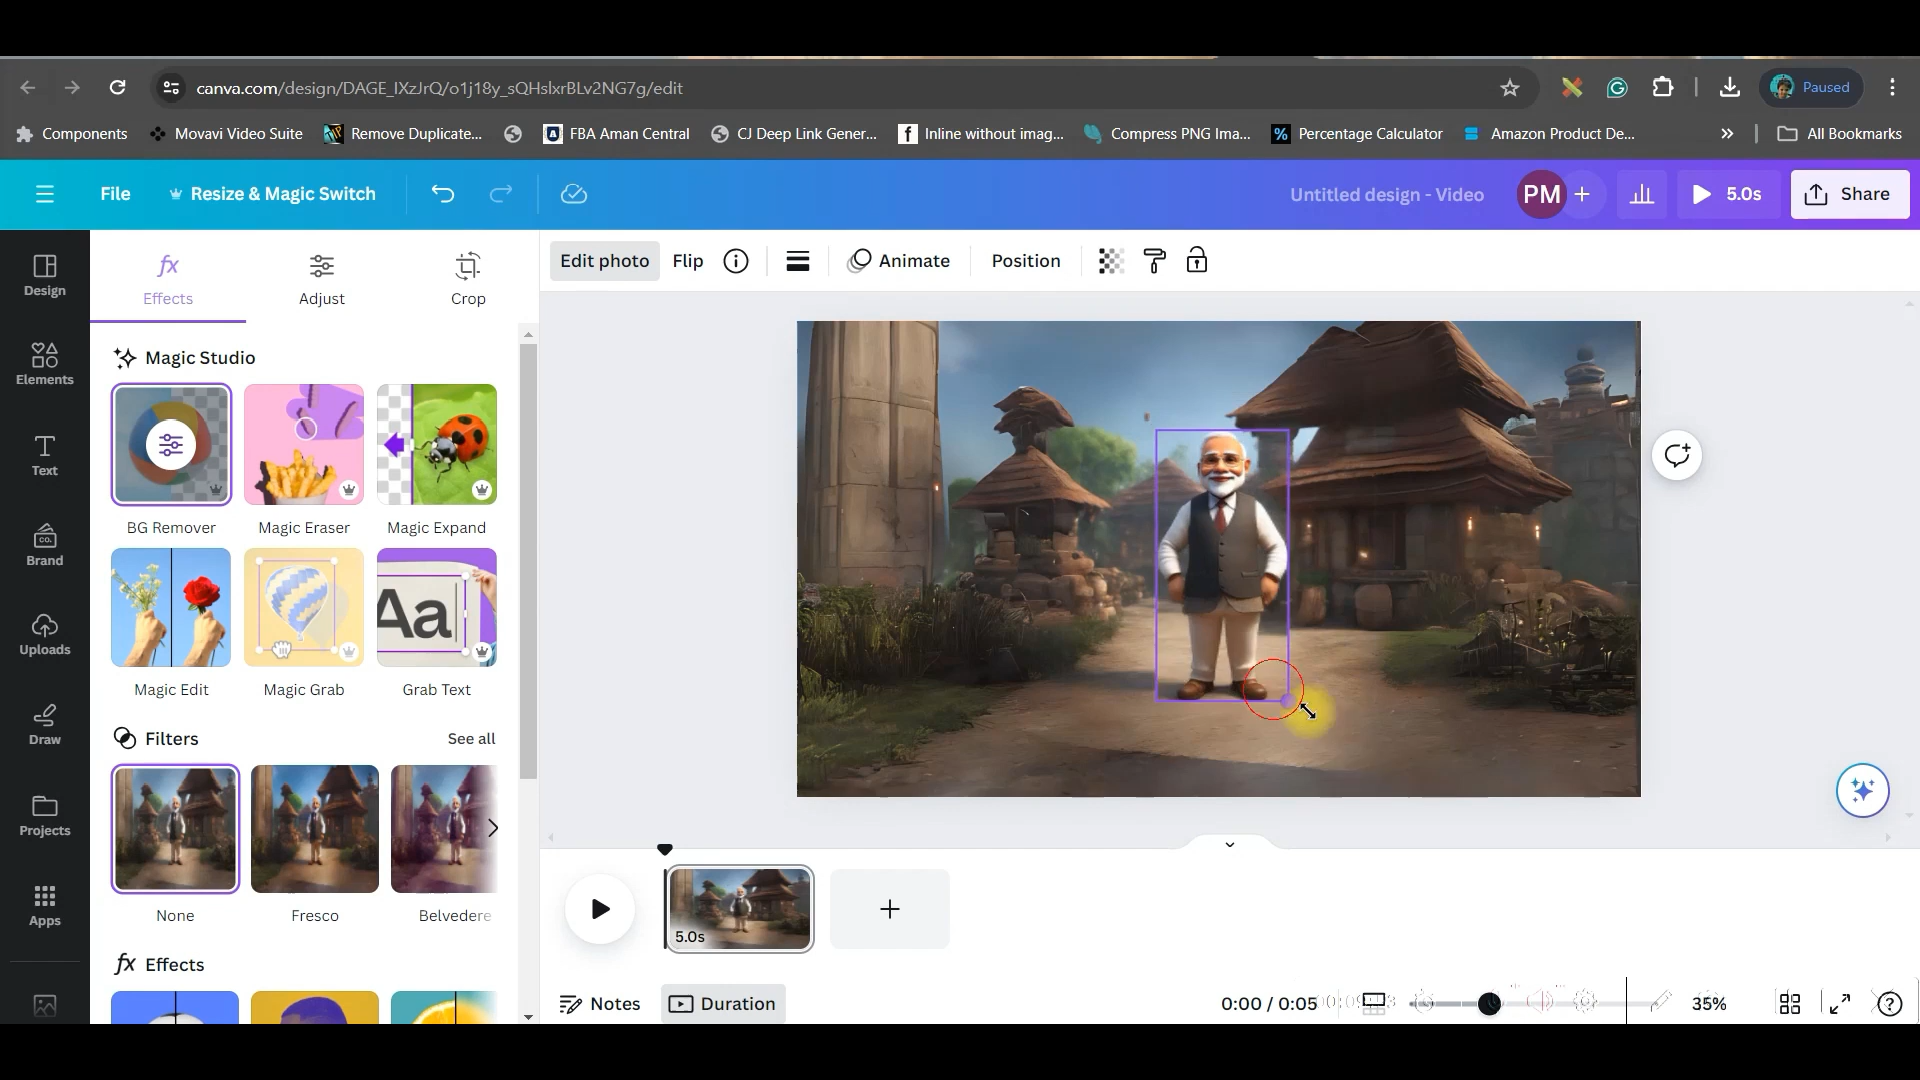 canva.com/design/DAGE_IXzJrQ/o1j18y_sQHslxrBLv2NG7g/edit
Paused
Components
Movavi Video Suite
Remove Duplicate...
FBA Aman Central
CJ Deep Link Gener...
Inline without imag...
Compress PNG Ima...
% Percentage Calculator
Amazon Product De...
All Bookmarks
File
Resize & Magic Switch
Untitled design - Video
PM
5.0s
Share
Design
Elements
Text
Brand
Uploads
Draw
Projects
Apps
fx Effects
Adjust
Crop
Edit photo
Flip
Animate
Position
Magic Studio
BG Remover
Magic Eraser
Magic Expand
Aa
Magic Edit
Magic Grab
Grab Text
Filters
See all
None
Fresco
Belvedere
fx Effects
5.0s
Notes
Duration
0:00 / 0:05
35%